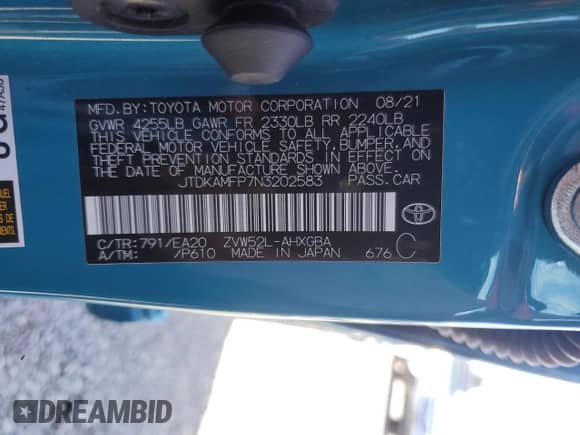 MFD.BY:TOYOTA MOTOR CORPORATION 08/21
GVWR 4255LB GAWR FR 2330LB RR 2240LB
THIS VEHICLE CONFORMS TO ALL APPLICABLE
FEDERAL MOTOR VEHICLE SAFETY, BUMPER, AND
THEFT PREVENTION STANDARDS IN EFFECT ON
THE DATE OF MANUFACTURE SHOWN ABOVE.
JTDKAMFP7N3202583 PASS.CAR
C/TR:791/EA20 ZVW52L-AHXGBA
A/TM: /P610 MADE IN JAPAN 676 C
DREAMBID